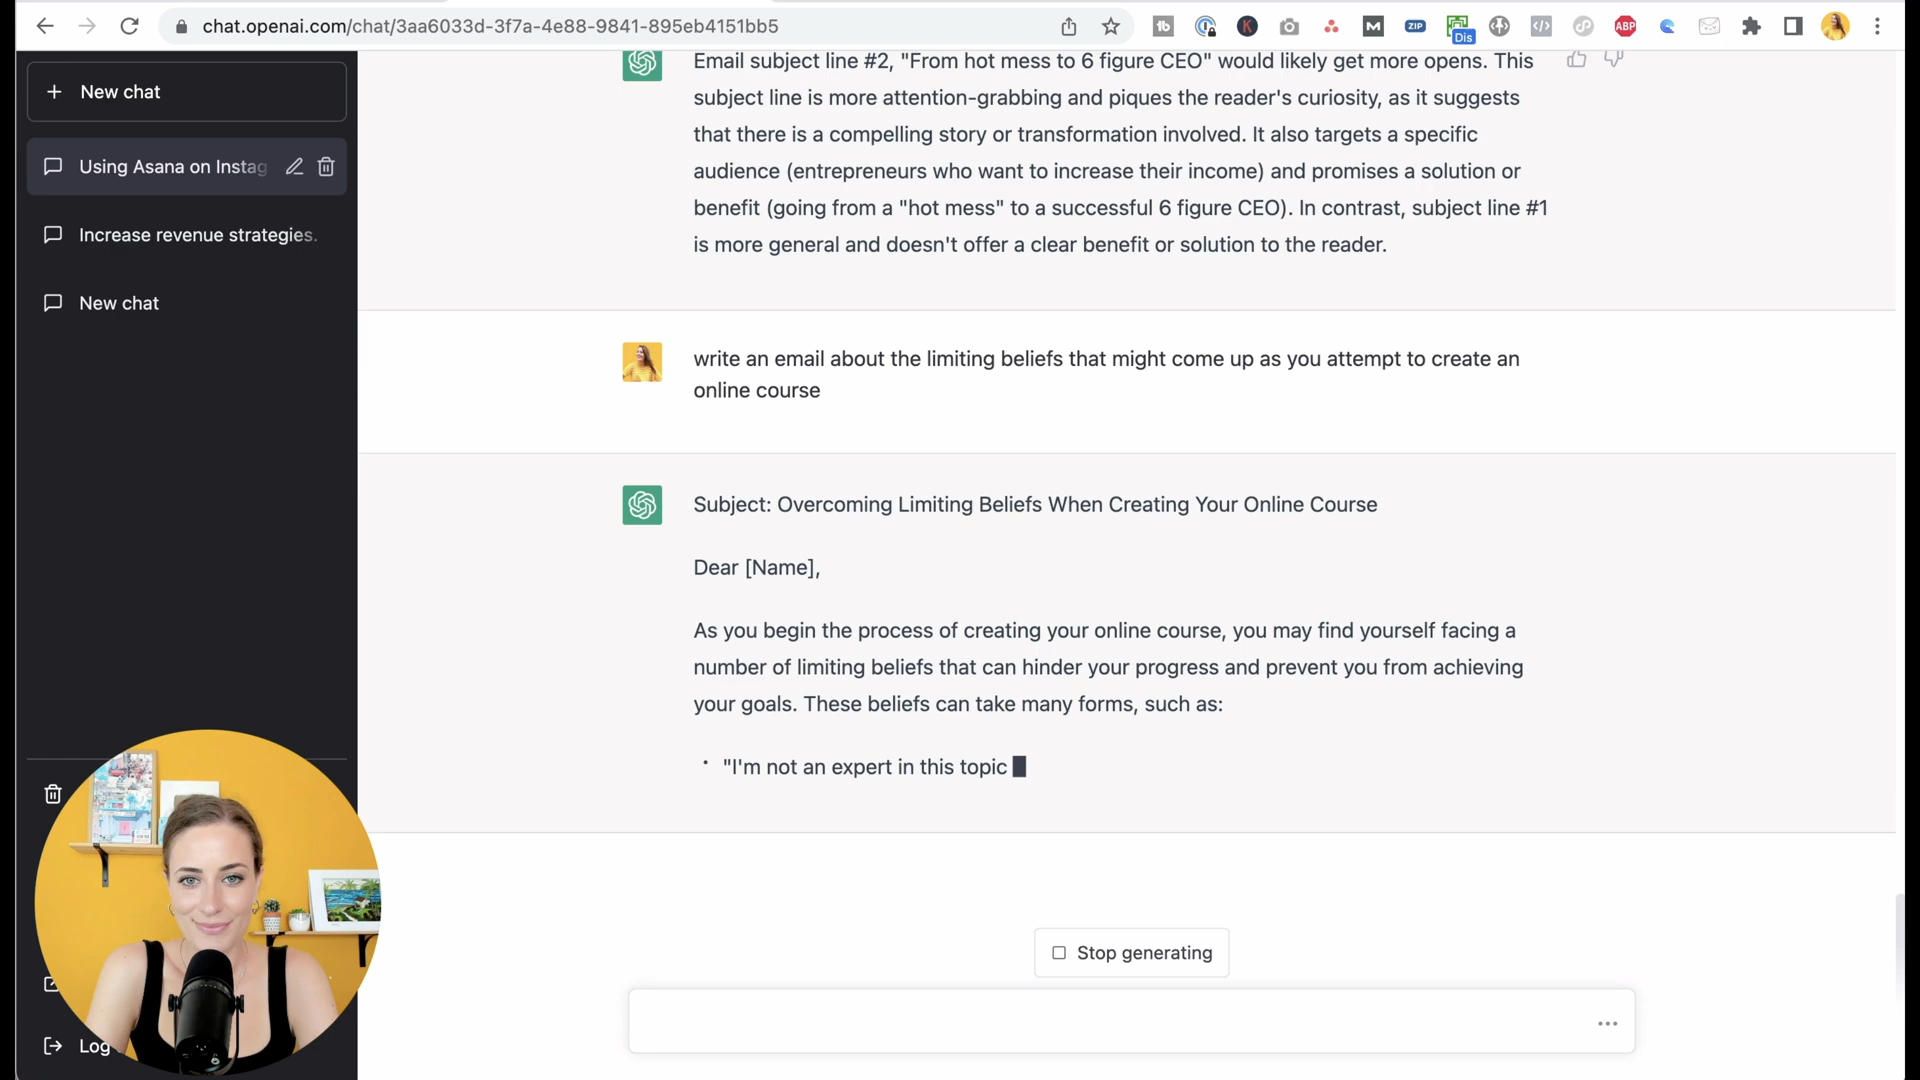 chat.openai.com/chat/3aa6033d-3f7a-4e88-9841-895eb4151bb5
ZIP
Dis
ABP
New chat
Using Asana on Instag
Increase revenue strategies.
New chat
Log
Email subject line #2, "From hot mess to 6 figure CEO" would likely get more opens. This
subject line is more attention-grabbing and piques the reader's curiosity, as it suggests
that there is a compelling story or transformation involved. It also targets a specific
audience (entrepreneurs who want to increase their income) and promises a solution or
benefit (going from a "hot mess" to a successful 6 figure CEO). In contrast, subject line #1
is more general and doesn't offer a clear benefit or solution to the reader.
write an email about the limiting beliefs that might come up as you attempt to create an
online course
Subject: Overcoming Limiting Beliefs When Creating Your Online Course
Dear [Name],
As you begin the process of creating your online course, you may find yourself facing a
number of limiting beliefs that can hinder your progress and prevent you from achieving
your goals. These beliefs can take many forms, such as:
• "I'm not an expert in this topic
Stop generating